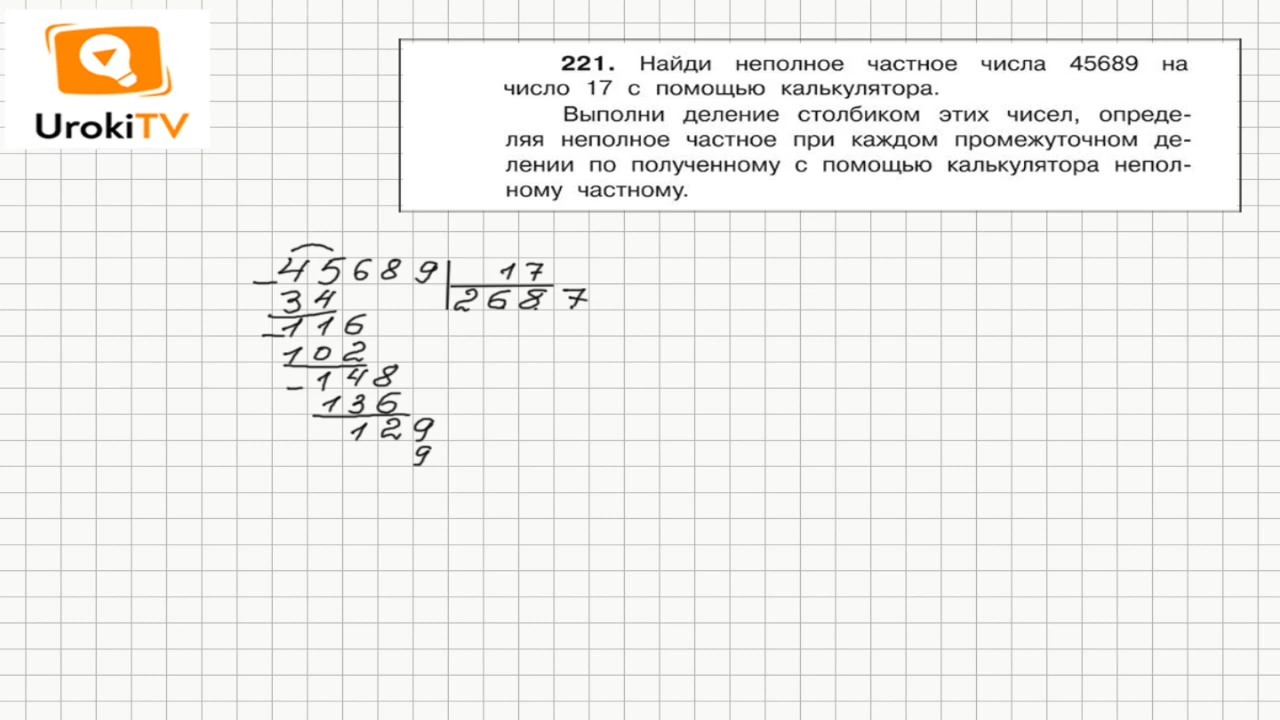 UrokiTV
221. Найди неполное частное числа 45689 на
число 17 с помощью калькулятора.
Выполни деление столбиком этих чисел, опреде-
ляя неполное частное при каждом промежуточном де-
лении по полученному с помощью калькулятора непол-
ному частному.
– 45689 | 17
34 2687
– 116
102
- 148
136
129
9